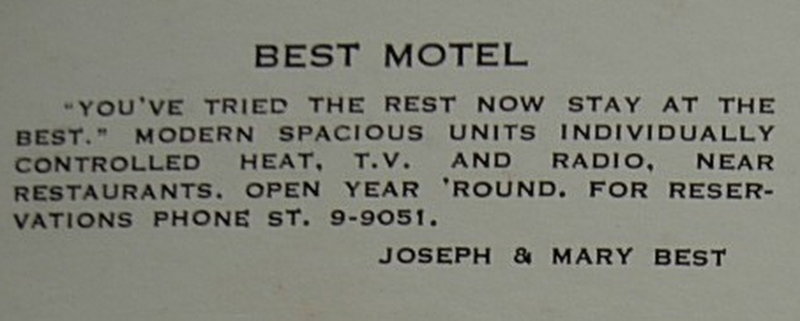 BEST MOTEL
"YOU'VE TRIED THE REST NOW STAY AT THE
BEST." MODERN SPACIOUS UNITS INDIVIDUALLY
CONTROLLED HEAT, T.V. AND RADIO, NEAR
RESTAURANTS. OPEN YEAR 'ROUND. FOR RESER-
VATIONS PHONE ST. 9-9051.
JOSEPH & MARY BEST